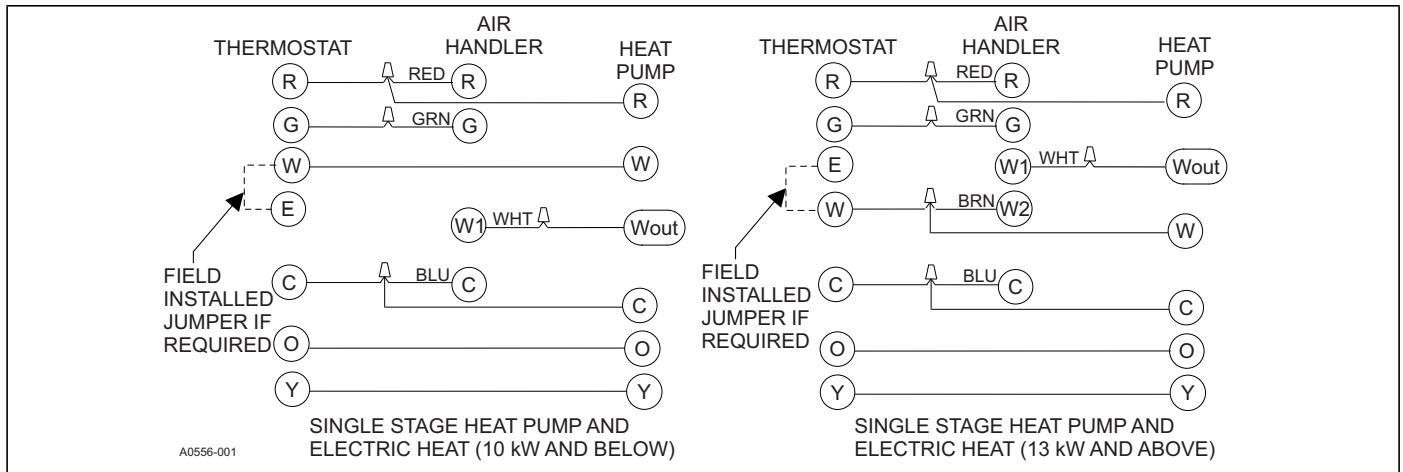 THERMOSTAT
AIR
HANDLER
HEAT
PUMP
R
RED
R
R
G
GRN
G
W
W
E
W1
WHT
Wout
FIELD
INSTALLED
JUMPER IF
REQUIRED
C
BLU
C
C
O
O
Y
Y
SINGLE STAGE HEAT PUMP AND
ELECTRIC HEAT (10 kW AND BELOW)
A0556-001
THERMOSTAT
AIR
HANDLER
HEAT
PUMP
R
RED
R
R
G
GRN
G
E
W1
WHT
Wout
W
BRN
W2
W
FIELD
INSTALLED
JUMPER IF
REQUIRED
C
BLU
C
C
O
O
Y
Y
SINGLE STAGE HEAT PUMP AND
ELECTRIC HEAT (13 kW AND ABOVE)